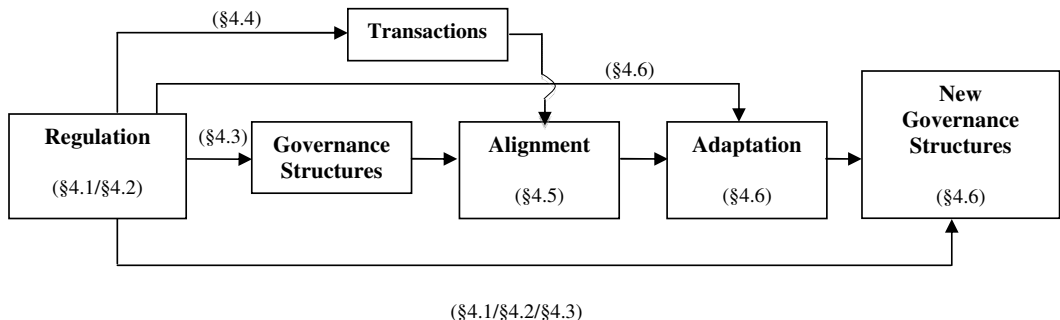 (§4.4)
Transactions
(§4.6)
Regulation
(§4.1/§4.2)
(§4.3)
Governance
Structures
Alignment
(§4.5)
Adaptation
(§4.6)
New
Governance
Structures
(§4.6)
(§4.1/§4.2/§4.3)